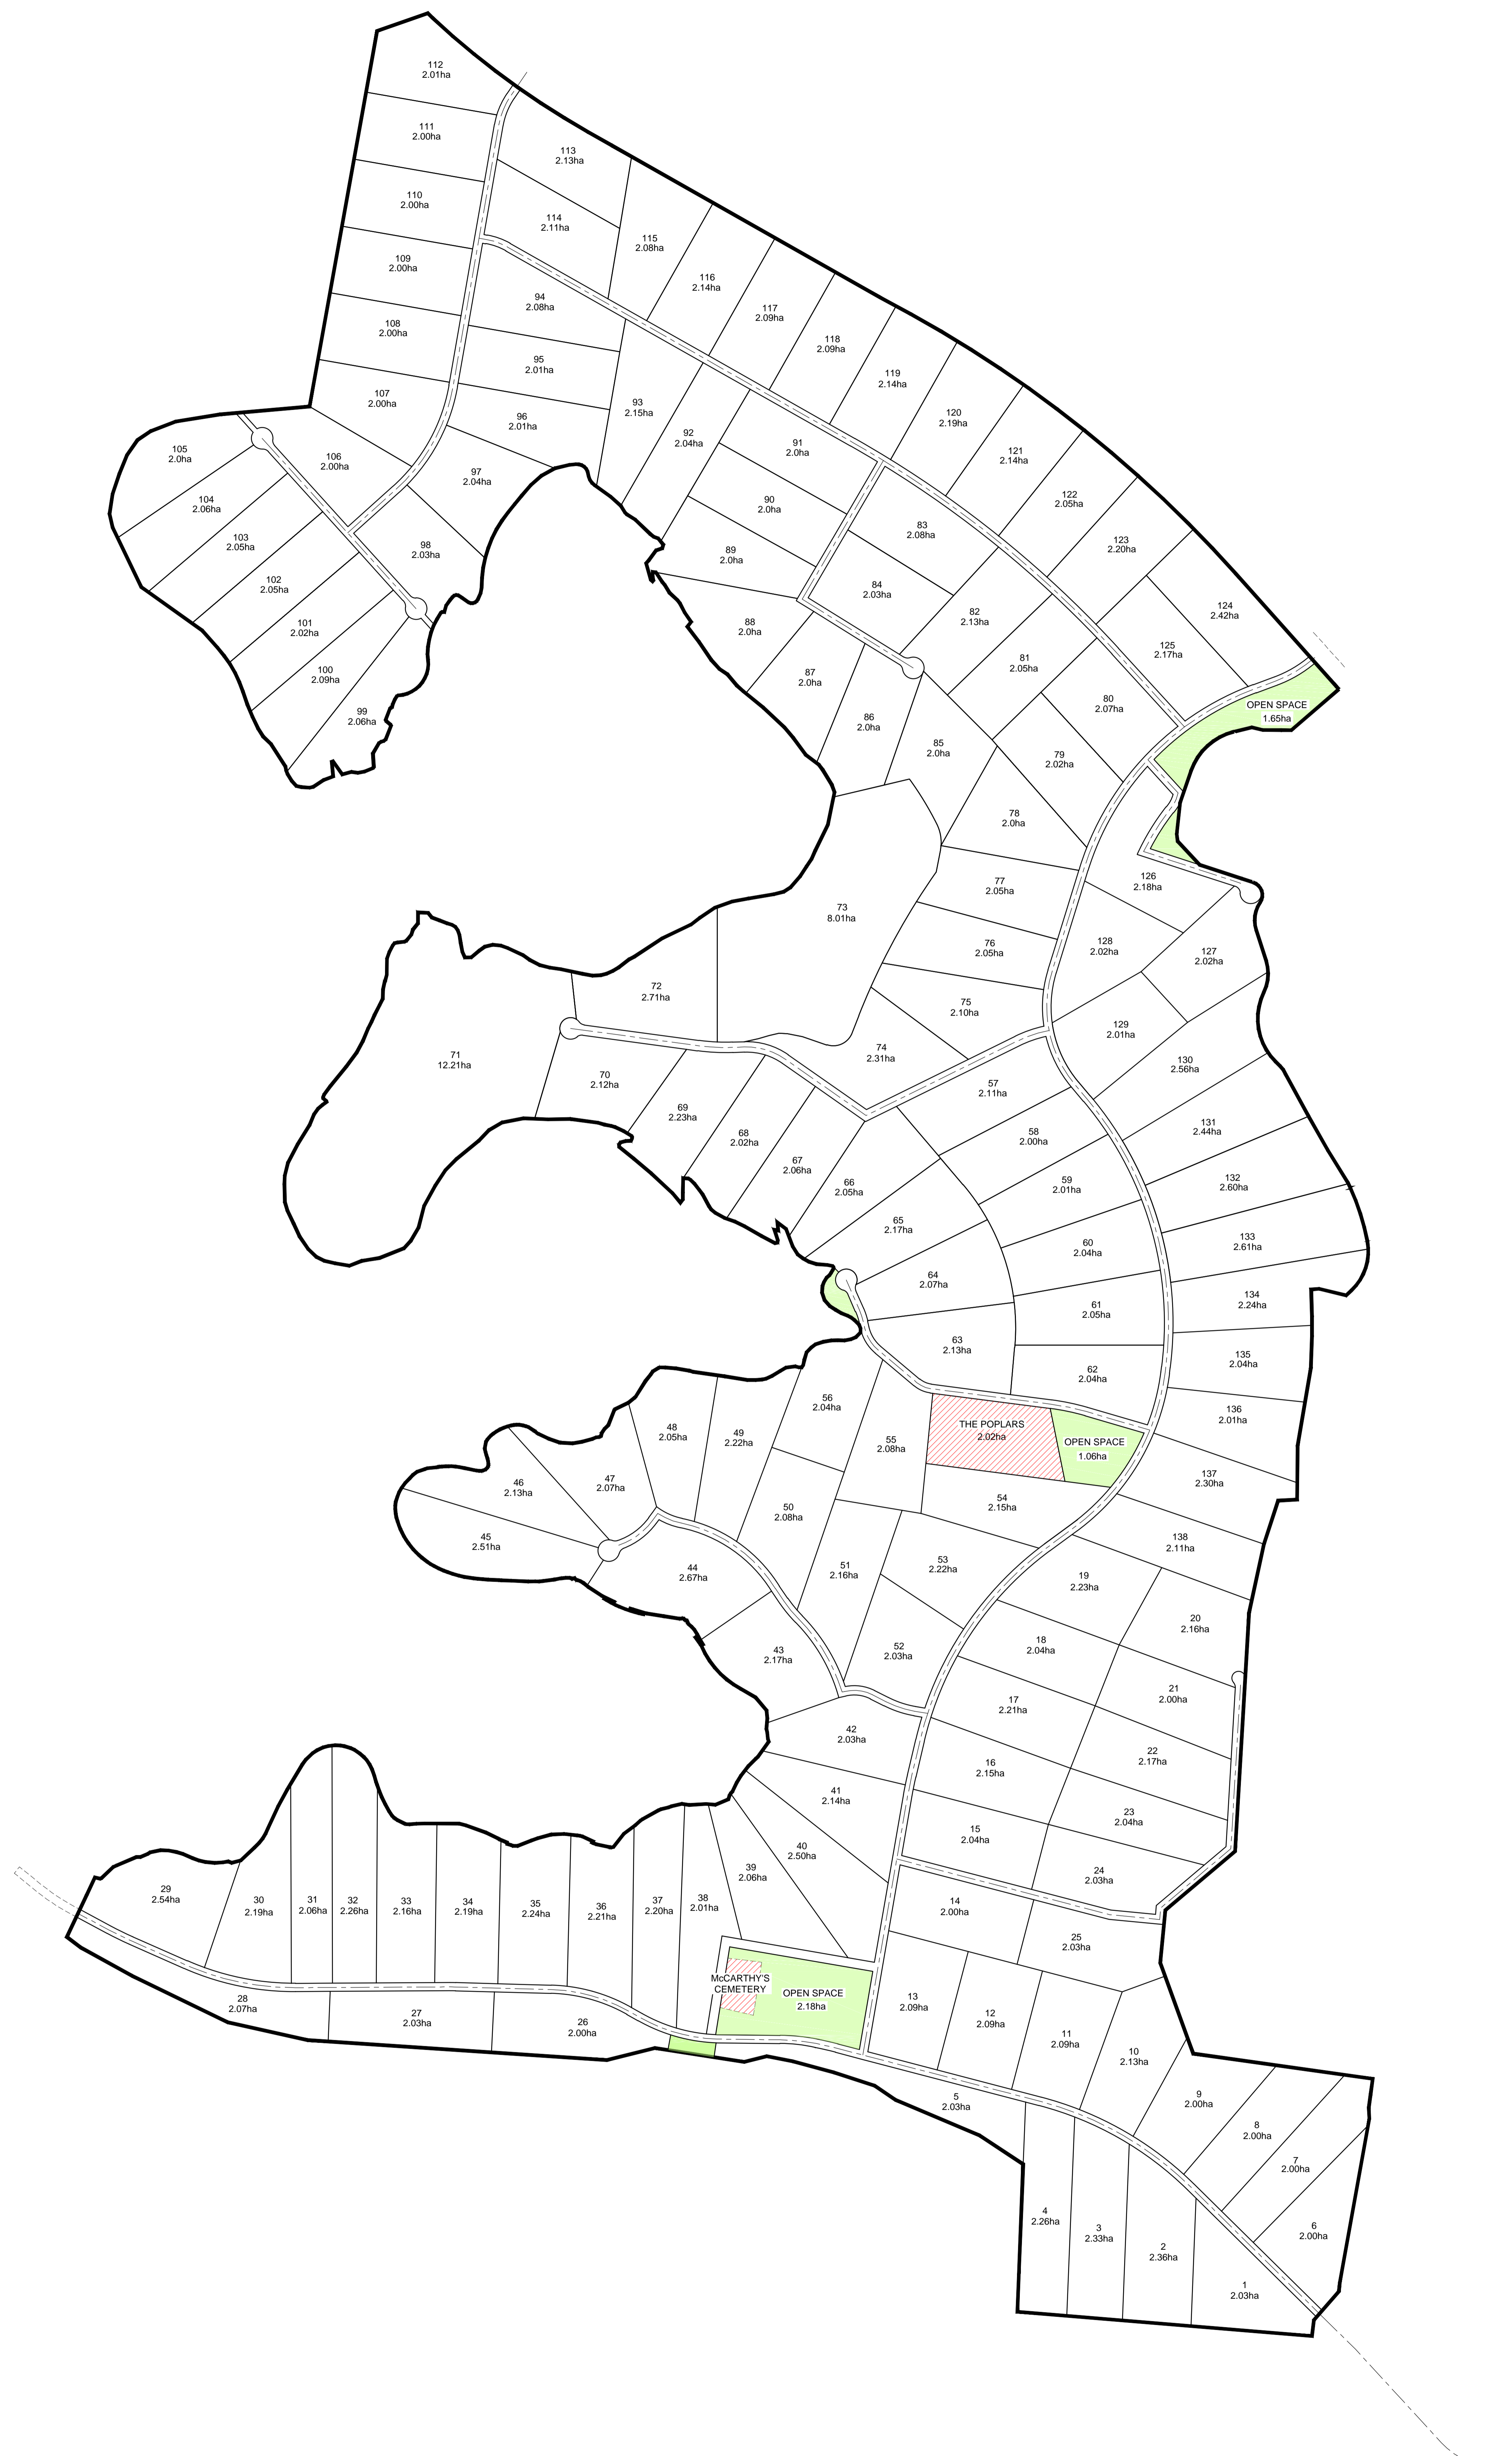 112
2.01ha
111
2.00ha
110
2.00ha
109
2.00ha
108
2.00ha
107
2.00ha
113
2.13ha
114
2.11ha
115
2.08ha
116
2.14ha
117
2.09ha
118
2.09ha
119
2.14ha
120
2.19ha
121
2.14ha
122
2.05ha
123
2.20ha
124
2.42ha
125
2.17ha
94
2.08ha
95
2.01ha
96
2.01ha
97
2.04ha
98
2.03ha
93
2.15ha
92
2.04ha
91
2.0ha
90
2.0ha
89
2.0ha
88
2.0ha
87
2.0ha
86
2.0ha
85
2.0ha
84
2.03ha
83
2.08ha
82
2.13ha
81
2.05ha
80
2.07ha
79
2.02ha
78
2.0ha
105
2.0ha
106
2.00ha
104
2.06ha
103
2.05ha
102
2.05ha
101
2.02ha
100
2.09ha
99
2.06ha
OPEN SPACE
1.65ha
77
2.05ha
76
2.05ha
75
2.10ha
74
2.31ha
73
8.01ha
72
2.71ha
71
12.21ha
70
2.12ha
69
2.23ha
68
2.02ha
67
2.06ha
66
2.05ha
65
2.17ha
64
2.07ha
63
2.13ha
126
2.18ha
127
2.02ha
128
2.02ha
129
2.01ha
130
2.56ha
131
2.44ha
132
2.60ha
133
2.61ha
134
2.24ha
135
2.04ha
136
2.01ha
137
2.30ha
138
2.11ha
57
2.11ha
58
2.00ha
59
2.01ha
60
2.04ha
61
2.05ha
62
2.04ha
THE POPLARS
2.02ha
OPEN SPACE
1.06ha
56
2.04ha
55
2.08ha
54
2.15ha
53
2.22ha
52
2.03ha
51
2.16ha
50
2.08ha
49
2.22ha
48
2.05ha
47
2.07ha
46
2.13ha
45
2.51ha
44
2.67ha
43
2.17ha
42
2.03ha
41
2.14ha
40
2.50ha
39
2.06ha
38
2.01ha
37
2.20ha
36
2.21ha
35
2.24ha
34
2.19ha
33
2.16ha
32
2.26ha
31
2.06ha
30
2.19ha
29
2.54ha
28
2.07ha
27
2.03ha
26
2.00ha
McCARTHY'S
CEMETERY
OPEN SPACE
2.18ha
19
2.23ha
20
2.16ha
18
2.04ha
21
2.00ha
17
2.21ha
22
2.17ha
16
2.15ha
23
2.04ha
15
2.04ha
24
2.03ha
14
2.00ha
25
2.03ha
13
2.09ha
12
2.09ha
11
2.09ha
10
2.13ha
9
2.00ha
8
2.00ha
7
2.00ha
6
2.00ha
5
2.03ha
4
2.26ha
3
2.33ha
2
2.36ha
1
2.03ha